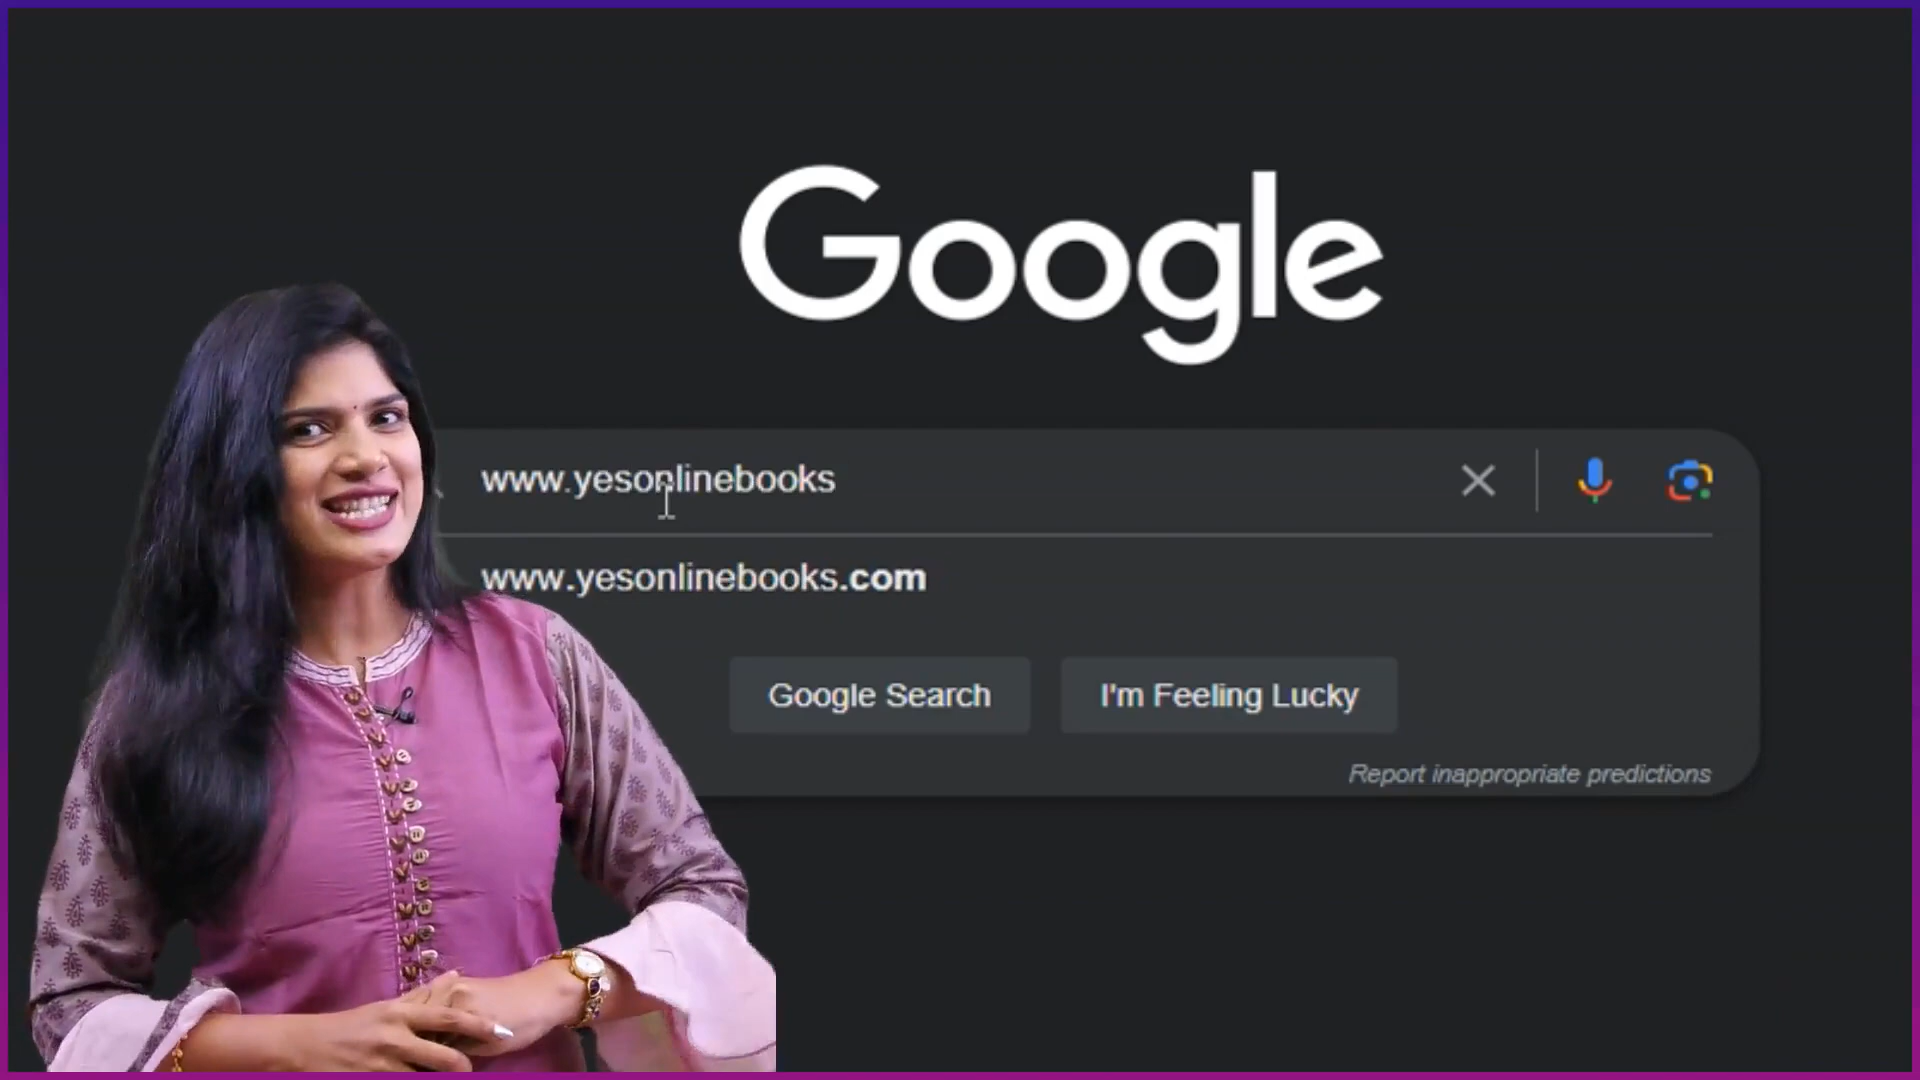 Google
www.yesonlinebooks
www.yesonlinebooks.com
Google Search
I'm Feeling Lucky
Report inappropriate predictions